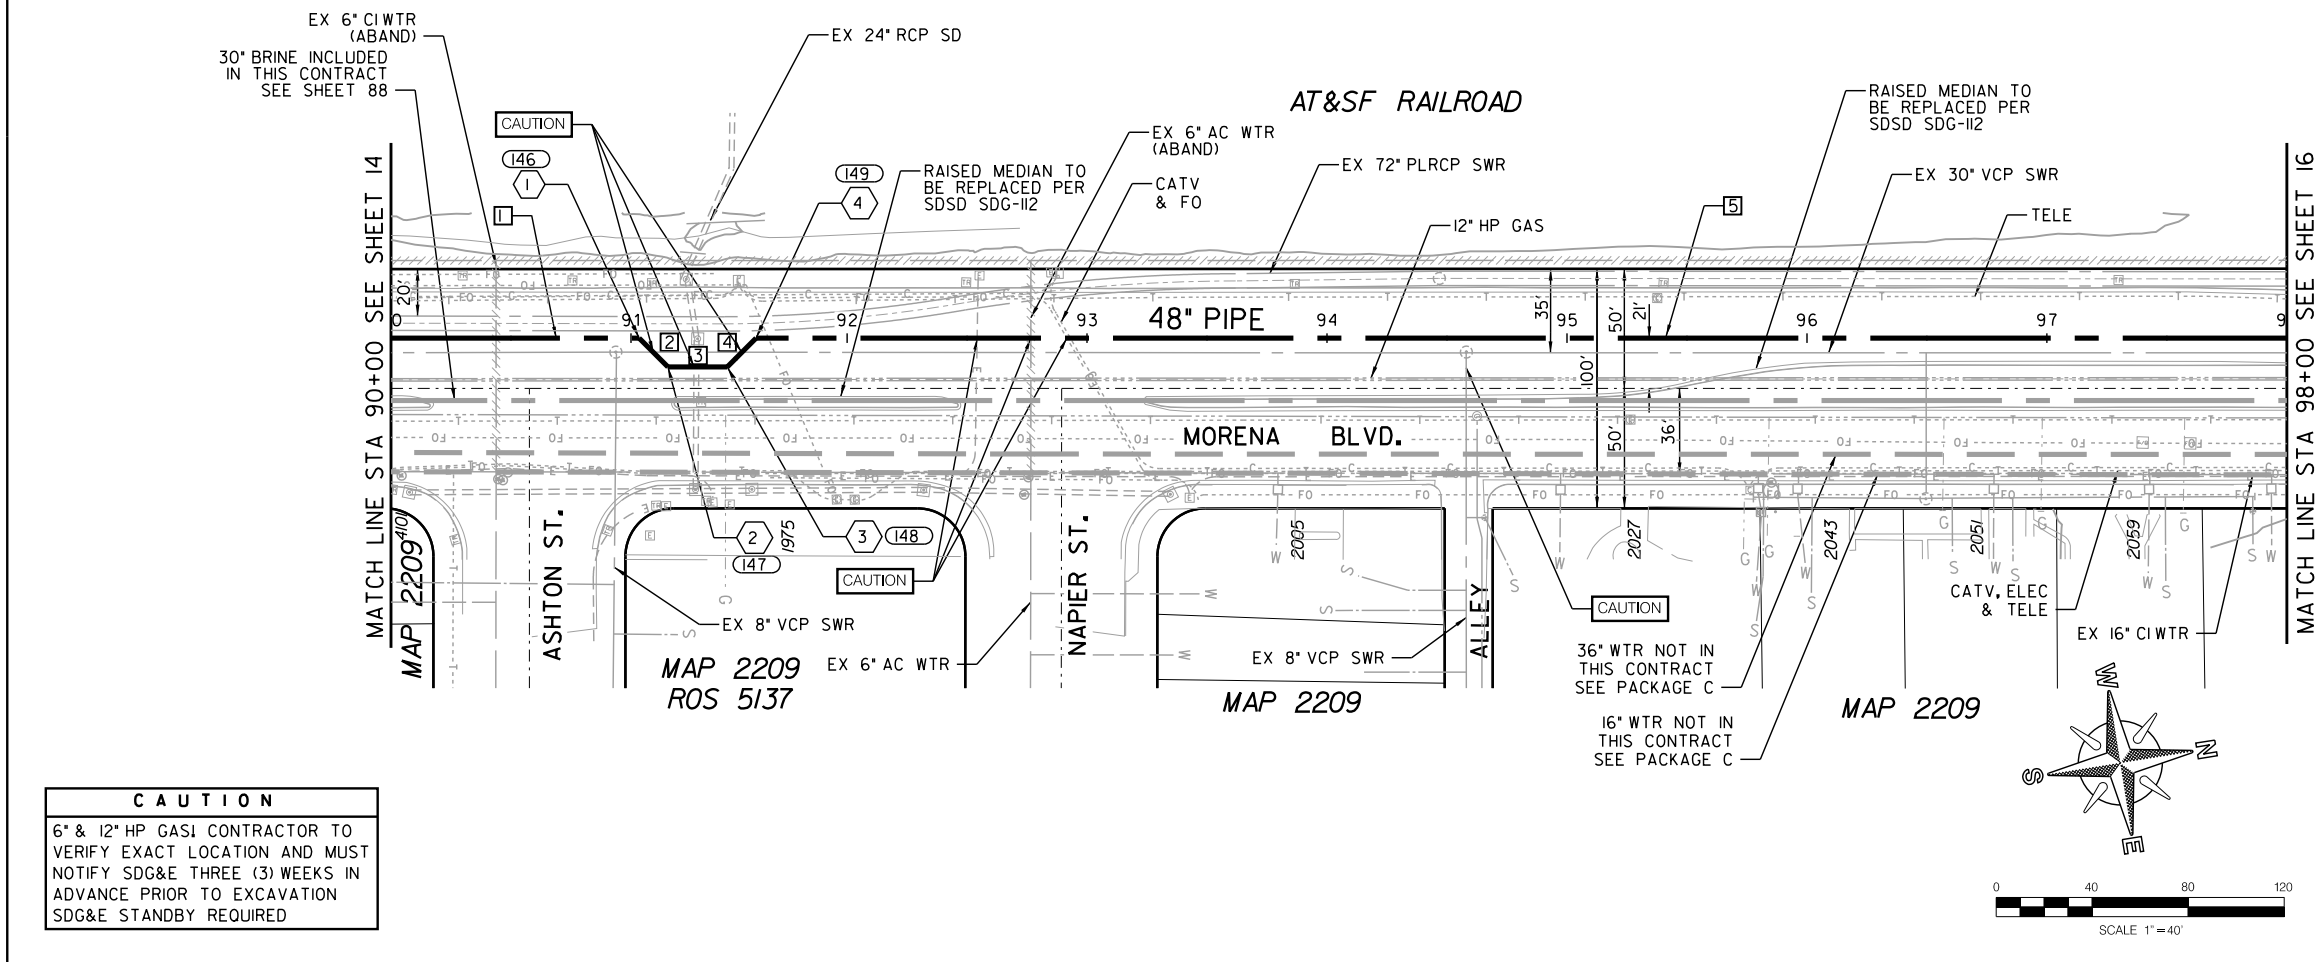 EX 6" CI WTR
(ABAND)
30" BRINE INCLUDED
IN THIS CONTRACT
SEE SHEET 88
EX 24" RCP SD
AT&SF RAILROAD
RAISED MEDIAN TO
BE REPLACED PER
SDSD SDG-112
CAUTION
146
1
1
149
4
RAISED MEDIAN TO
BE REPLACED PER
SDSD SDG-112
EX 6" AC WTR
(ABAND)
CATV
& FO
EX 72" PLRCP SWR
12" HP GAS
5
EX 30" VCP SWR
TELE
MATCH LINE STA 90+00 SEE SHEET 14
MATCH LINE STA 98+00 SEE SHEET 16
20'
0
91
92
93
94
95
96
97
9
48" PIPE
2
3
4
35'
100'
50'
21'
50'
36'
MORENA BLVD.
MAP 2209
4101
ASHTON ST.
2
147
1975
3
148
CAUTION
NAPIER ST.
2005
ALLEY
2027
2043
2051
2059
EX 8" VCP SWR
MAP 2209
ROS 5137
EX 6" AC WTR
EX 8" VCP SWR
MAP 2209
CAUTION
36" WTR NOT IN
THIS CONTRACT
SEE PACKAGE C
16" WTR NOT IN
THIS CONTRACT
SEE PACKAGE C
CATV, ELEC
& TELE
EX 16" CI WTR
MAP 2209
W
N
S
E
CAUTION
6" & 12" HP GAS! CONTRACTOR TO
VERIFY EXACT LOCATION AND MUST
NOTIFY SDG&E THREE (3) WEEKS IN
ADVANCE PRIOR TO EXCAVATION
SDG&E STANDBY REQUIRED
0 40 80 120
SCALE 1"=40'